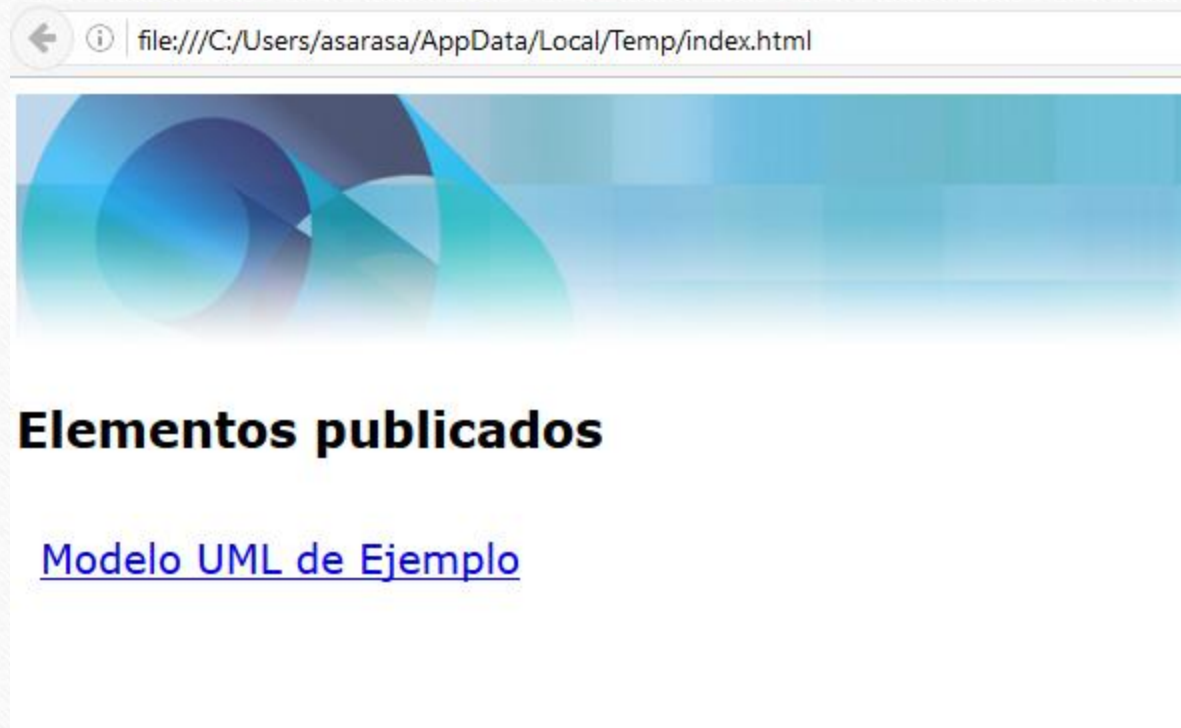 file:///C:/Users/asarasa/AppData/Local/Temp/index.html
Elementos publicados
Modelo UML de Ejemplo